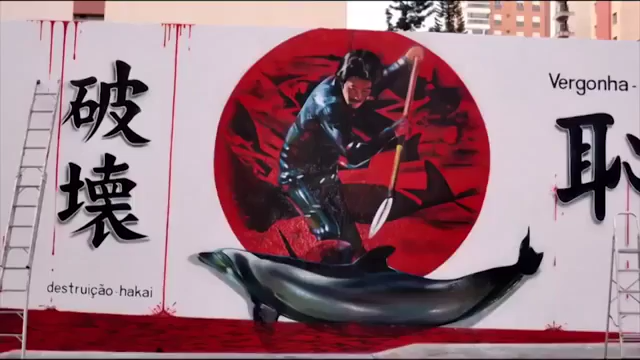 破壊
destruição-hakai
Vergonha-
恥